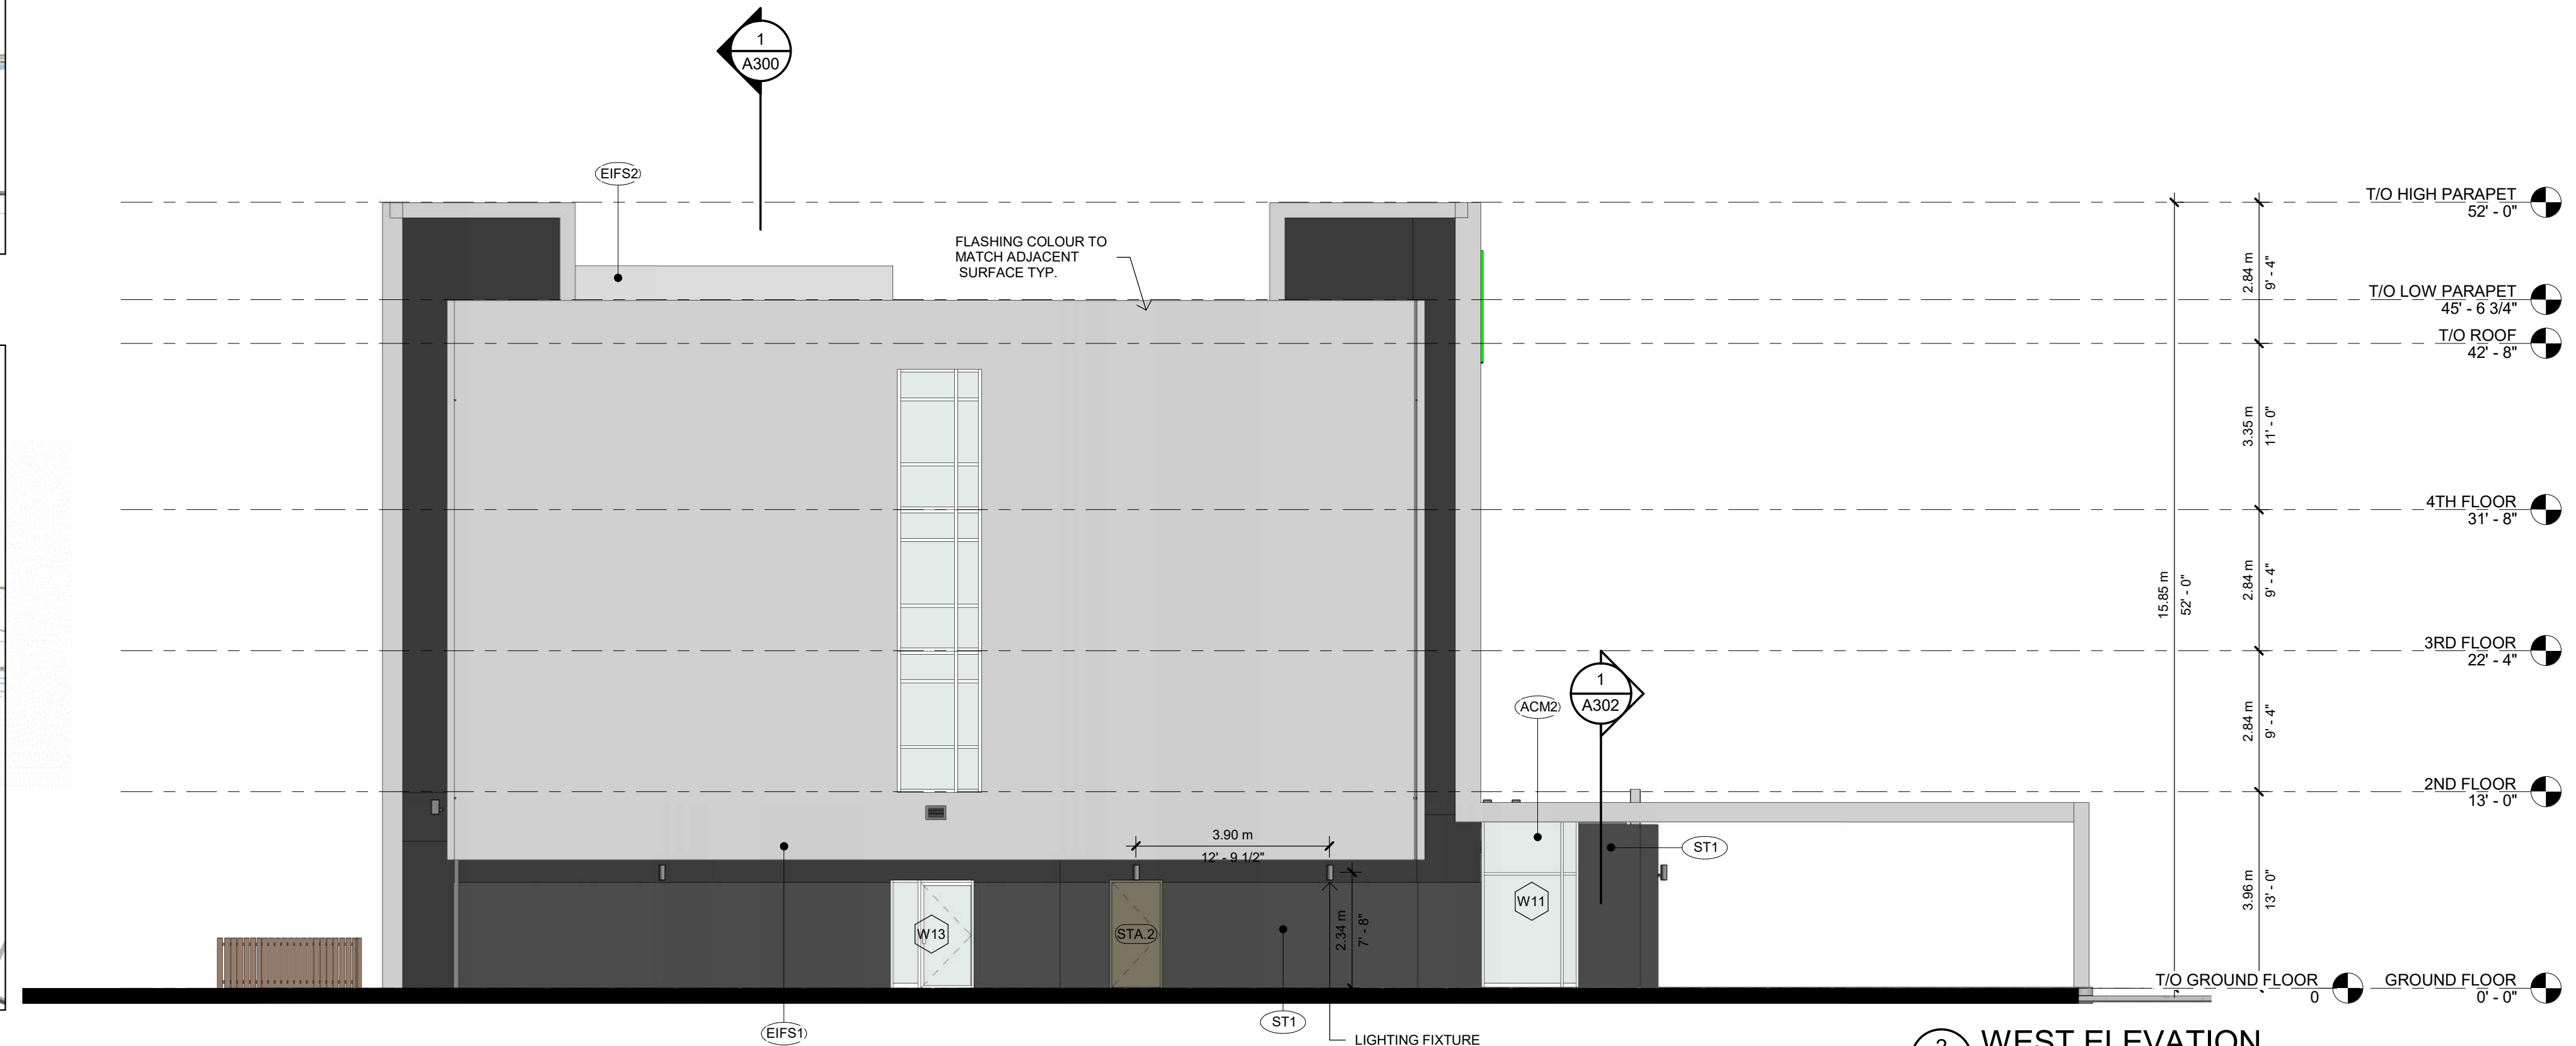 1
A300
EIFS2
FLASHING COLOUR TO
MATCH ADJACENT
SURFACE TYP.
T/O HIGH PARAPET
52' - 0"
2.84 m
9' - 4"
T/O LOW PARAPET
45' - 6 3/4"
T/O ROOF
42' - 8"
3.35 m
11' - 0"
4TH FLOOR
31' - 8"
15.85 m
52' - 0"
2.84 m
9' - 4"
3RD FLOOR
22' - 4"
1
A302
ACM2
2.84 m
9' - 4"
2ND FLOOR
13' - 0"
3.90 m
12' - 9 1/2"
ST1
W11
3.96 m
13' - 0"
W13
STA.2
2.34 m
7' - 8"
T/O GROUND FLOOR
0
GROUND FLOOR
0' - 0"
EIFS1
ST1
LIGHTING FIXTURE
2
WEST ELEVATION